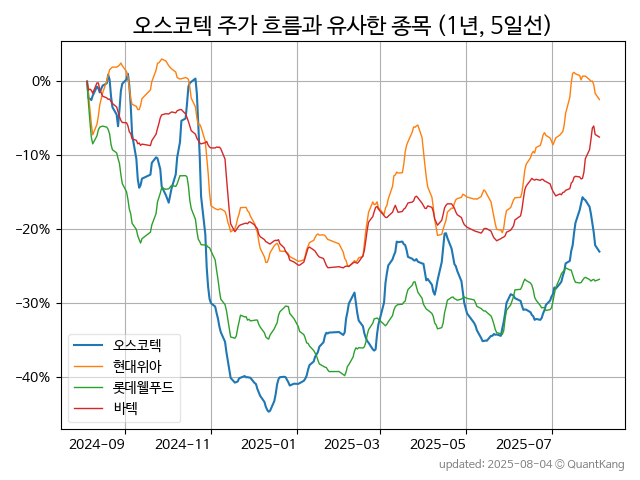 오스코텍 주가 흐름과 유사한 종목 (1년, 5일선)
0%
−10%
−20%
−30%
−40%
오스코텍
현대위아
롯데웰푸드
바텍
2024-09 2024-11 2025-01 2025-03 2025-05 2025-07
updated: 2025-08-04 © QuantKang